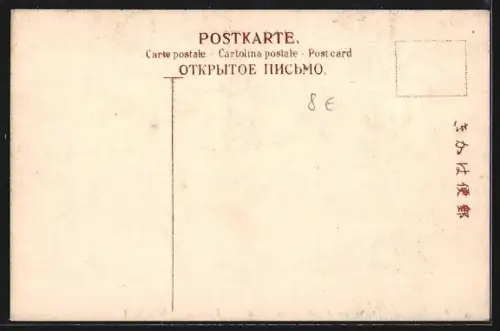 POSTKARTE.
Carte postale - Cartolina postale - Post card
ОТКРЫТОЕ ПИСЬМО.
8 €
きかは便郵